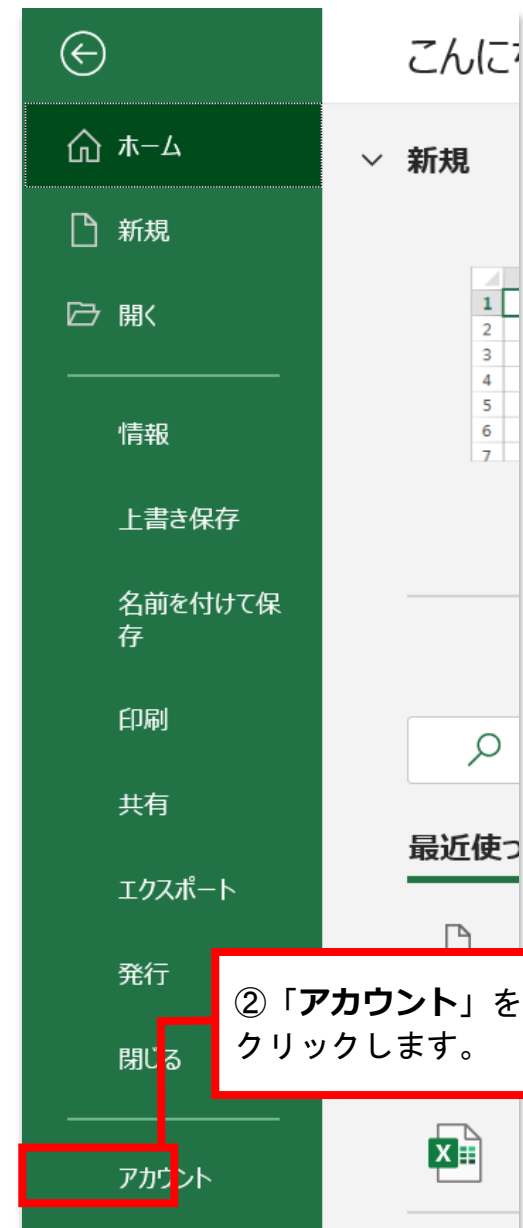 こんに
ホーム
新規
新規
開く
1
2
3
4
5
6
7
情報
上書き保存
名前を付けて保
存
印刷
共有
最近使
エクスポート
発行
②「アカウント」を
クリックします。
閉じる
X
アカウント